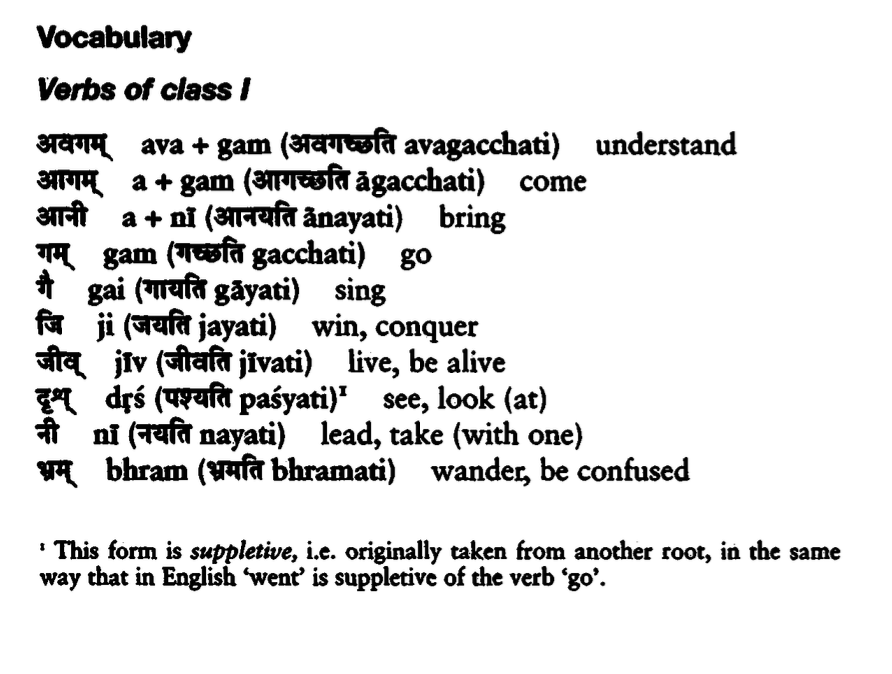 Vocabulary
Verbs of class I
अवगम् ava + gam (अवगच्छति avagacchati) understand
आगम् a + gam (आगच्छति āgacchati) come
आनी a + nī (आनयति ānayati) bring
गम् gam (गच्छति gacchati) go
गै gai (गायति gāyati) sing
जि ji (जयति jayati) win, conquer
जीव् jīv (जीवति jīvati) live, be alive
दृश् dṛś (पश्यति paśyati)¹ see, look (at)
नी nī (नयति nayati) lead, take (with one)
भ्रम् bhram (भ्रमति bhramati) wander, be confused
¹ This form is suppletive, i.e. originally taken from another root, in the same
way that in English ‘went’ is suppletive of the verb ‘go’.